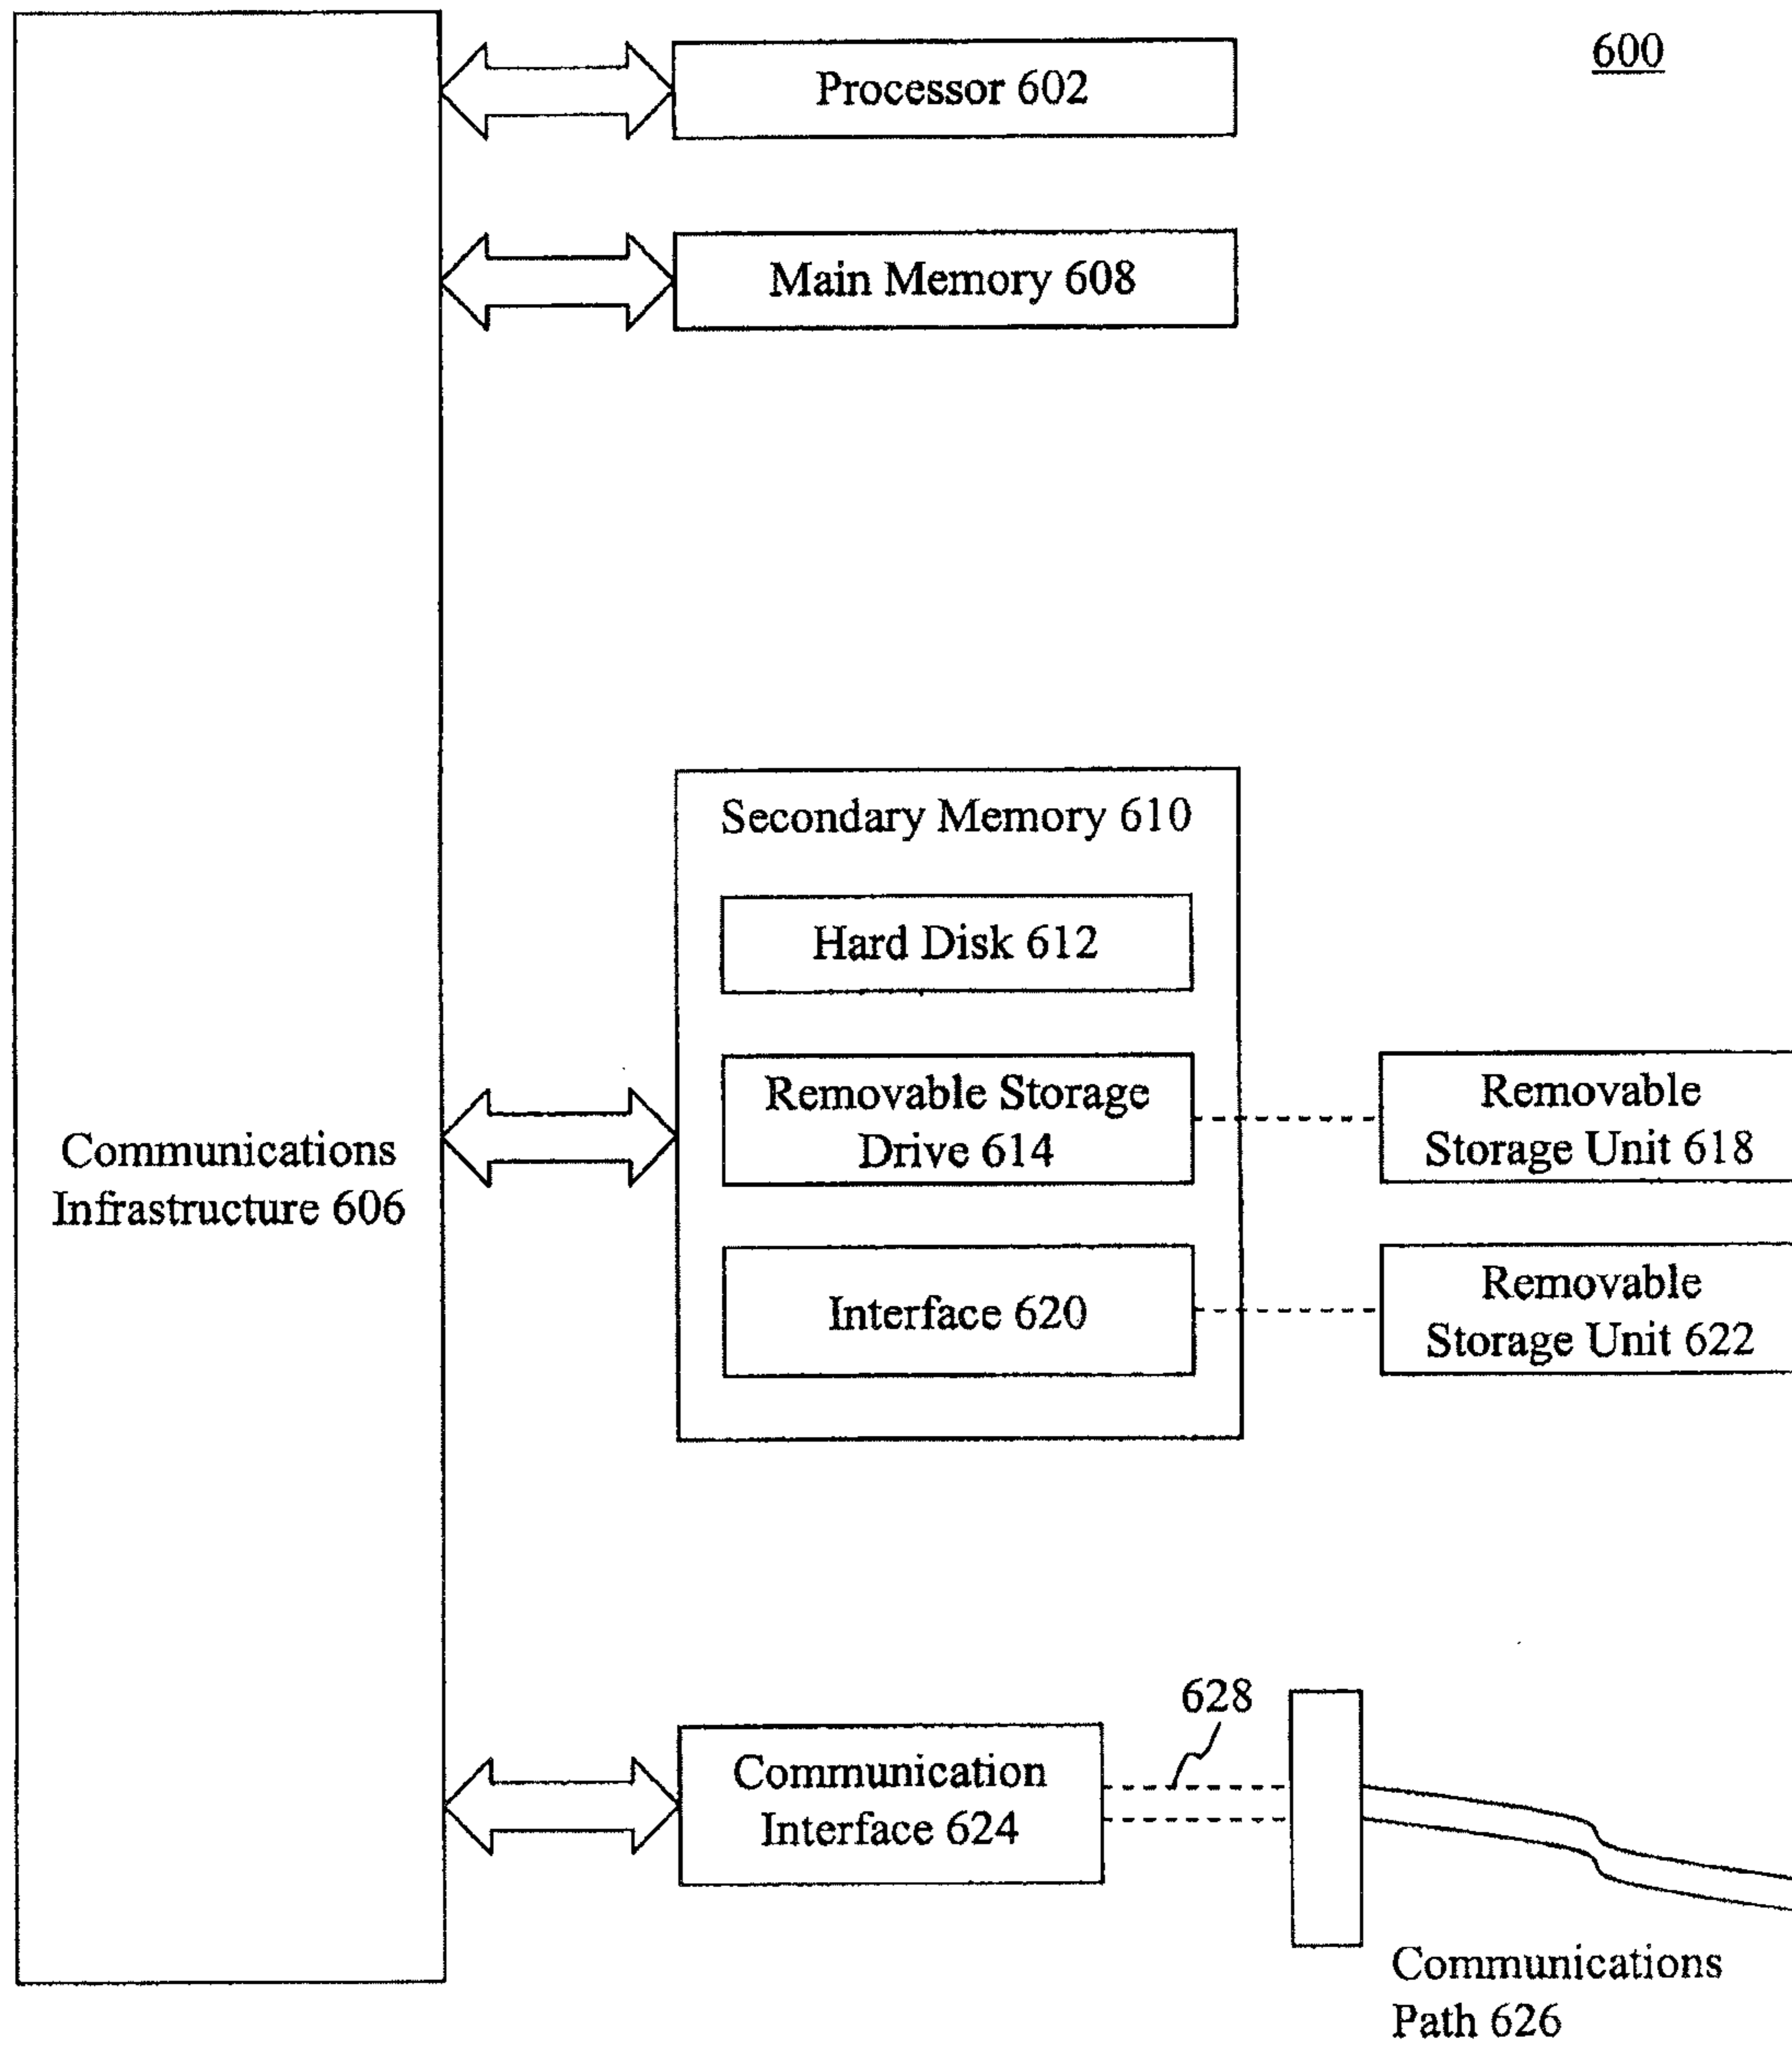 600
Processor 602
Main Memory 608
Secondary Memory 610
Hard Disk 612
Removable Storage
Drive 614
Removable
Storage Unit 618
Communications
Infrastructure 606
Interface 620
Removable
Storage Unit 622
628
Communication
Interface 624
Communications
Path 626